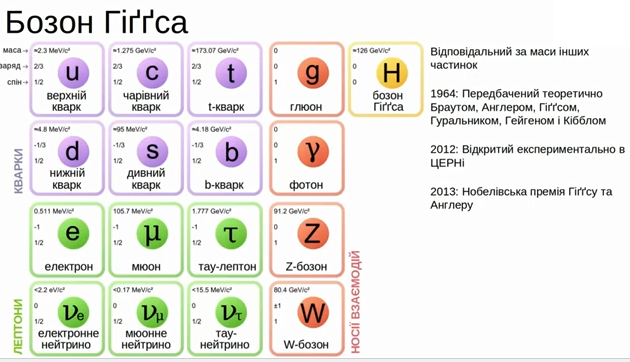 Бозон Гіґґса
маса→
≈2.3 MeV/c²
≈1.275 GeV/c²
≈173.07 GeV/c²
0
≈126 GeV/c²
заряд→
2/3
2/3
2/3
0
0
спін→
1/2
1/2
1/2
1
0
u
c
t
g
H
верхній
кварк
чарівний
кварк
t-кварк
глюон
бозон
Гіґґса
КВАРКИ
≈4.8 MeV/c²
≈95 MeV/c²
≈4.18 GeV/c²
0
-1/3
-1/3
-1/3
0
1/2
1/2
1/2
1
d
s
b
γ
нижній
кварк
дивний
кварк
b-кварк
фотон
0.511 MeV/c²
105.7 MeV/c²
1.777 GeV/c²
91.2 GeV/c²
-1
-1
-1
0
1/2
1/2
1/2
1
e
μ
τ
Z
електрон
мюон
тау-лептон
Z-бозон
ЛЕПТОНИ
<2.2 eV/c²
<0.17 MeV/c²
<15.5 MeV/c²
80.4 GeV/c²
0
0
0
±1
1/2
1/2
1/2
1
νe
νμ
ντ
W
електронне
нейтрино
мюонне
нейтрино
тау-
нейтрино
W-бозон
НОСІЇ ВЗАЄМОДІЙ
Відповідальний за маси інших
частинок
1964: Передбачений теоретично
Браутом, Англером, Гіґґсом,
Гуральником, Гейгеном і Кібблом
2012: Відкритий експериментально в
ЦЕРНі
2013: Нобелівська премія Гіґґсу та
Англеру